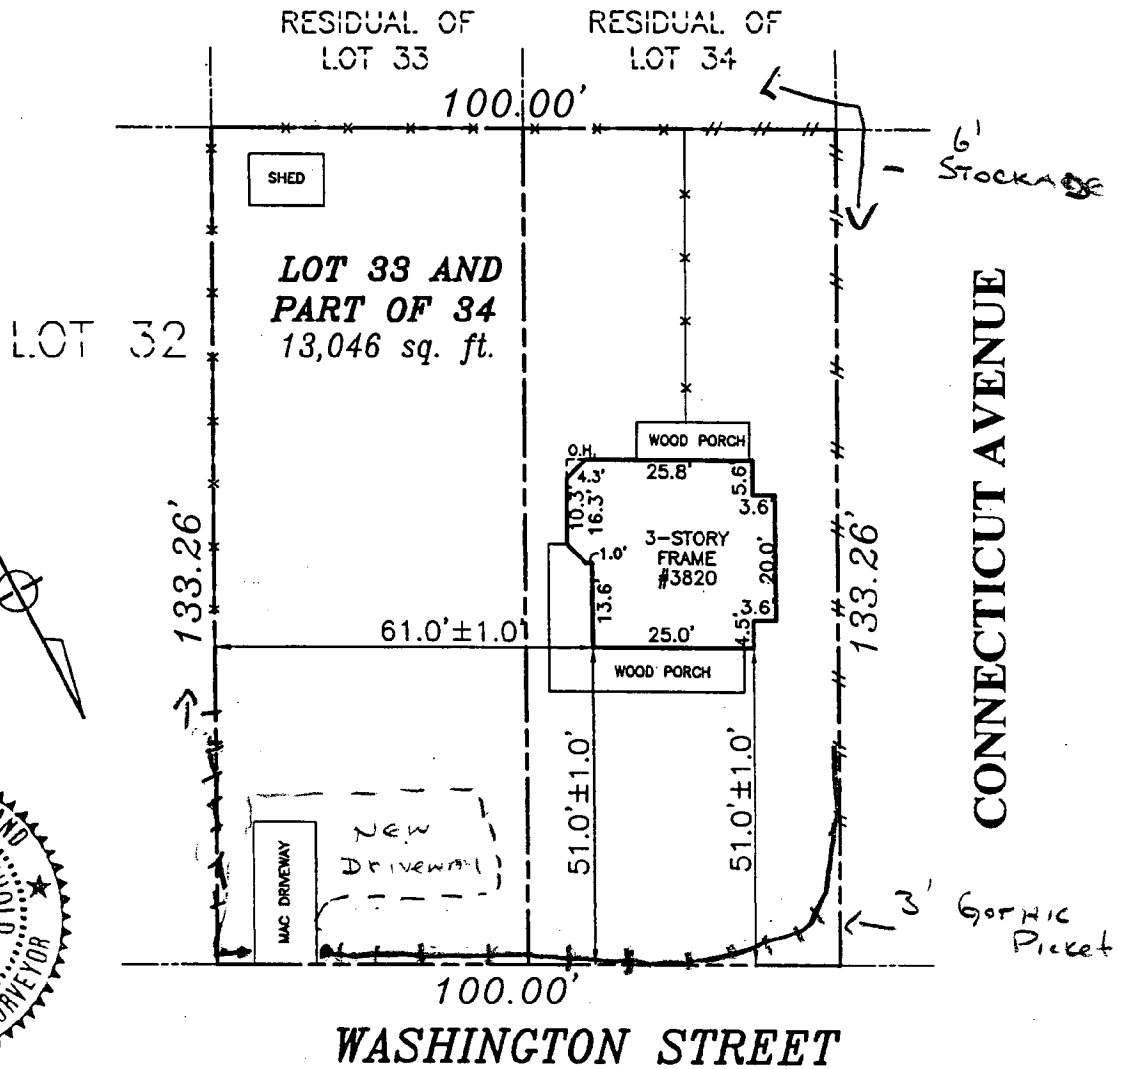 RESIDUAL OF
LOT 33
RESIDUAL OF
LOT 34
100.00'
6'
STOCKADE
SHED
LOT 33 AND
PART OF 34
13,046 sq. ft.
LOT 32
CONNECTICUT AVENUE
WOOD PORCH
O.H.
4.3'
25.8'
5.6'
3.6'
10.3'
16.3'
3-STORY
FRAME
#3820
20.0'
1.0'
13.6'
3.6'
4.5'
25.0'
133.26'
133.26'
61.0'±1.0'
WOOD PORCH
51.0'±1.0'
51.0'±1.0'
NEW
Driveway
MAC DRIVEWAY
3' GOTHIC
Picket
SURVEYOR
100.00'
WASHINGTON STREET